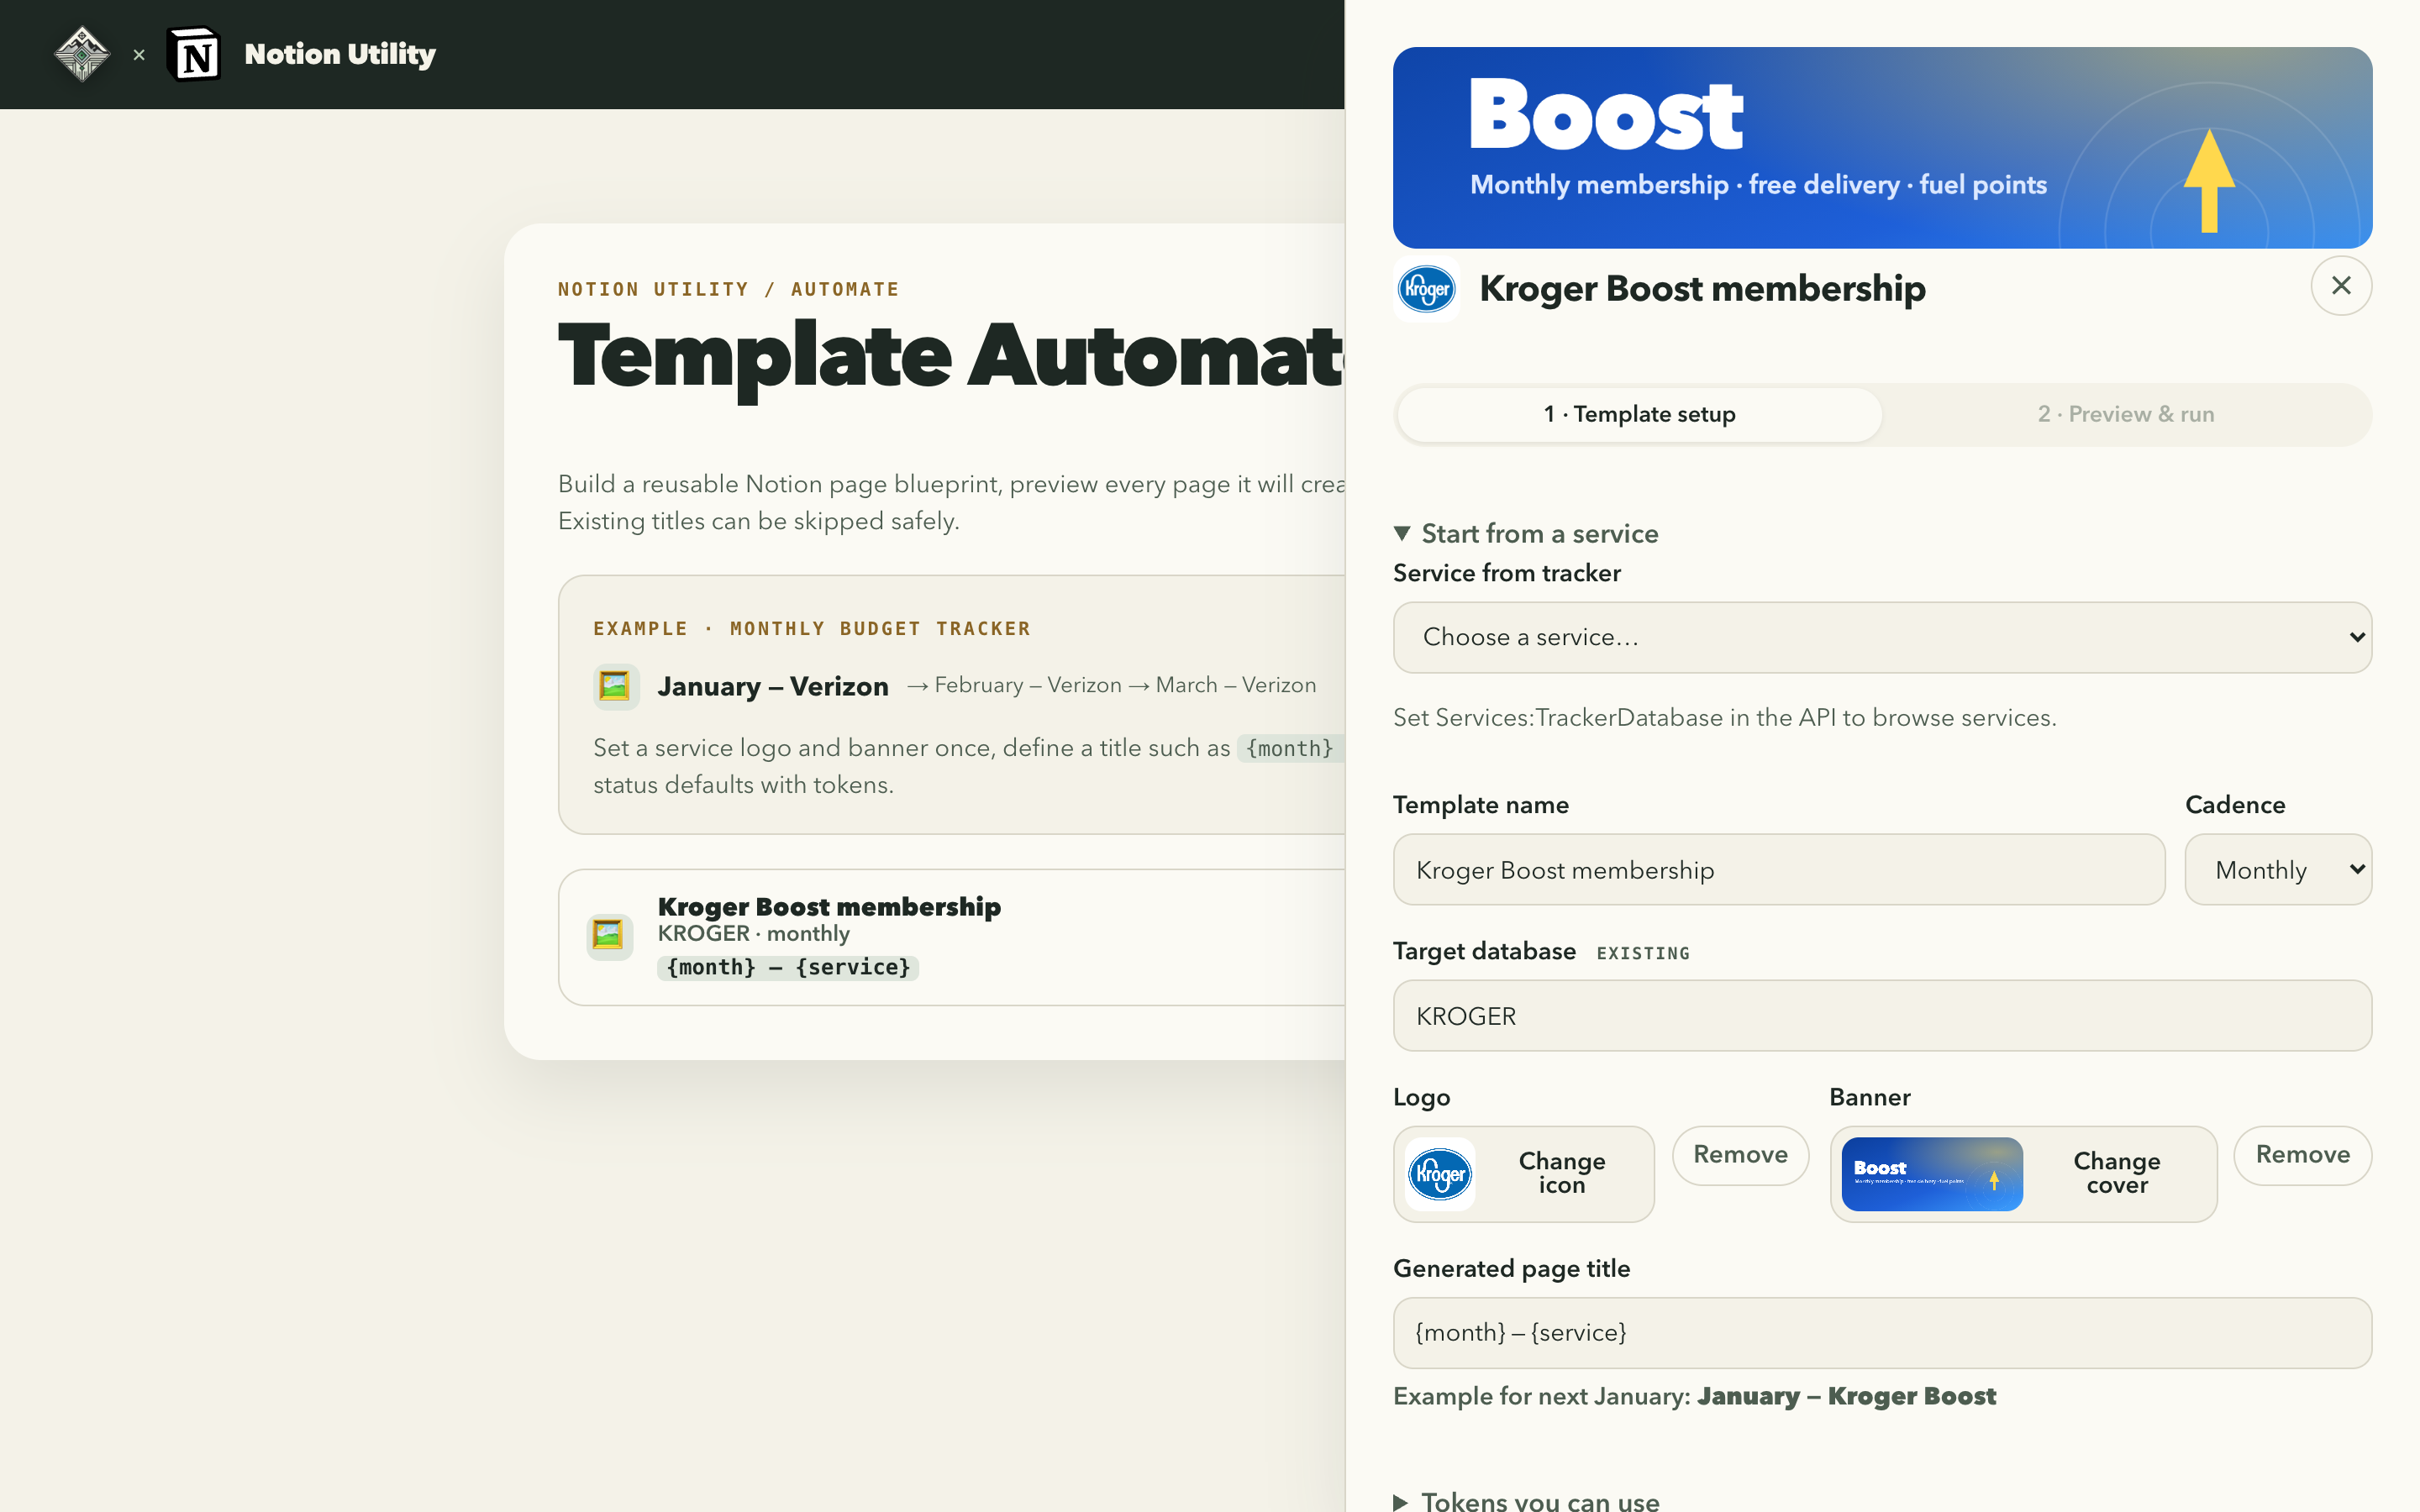 × N Notion Utility
NOTION UTILITY / AUTOMATE
Template Automat
Build a reusable Notion page blueprint, preview every page it will crea
Existing titles can be skipped safely.
EXAMPLE · MONTHLY BUDGET TRACKER
January – Verizon → February – Verizon → March – Verizon
Set a service logo and banner once, define a title such as {month}
status defaults with tokens.
Kroger Boost membership
KROGER · monthly
{month} – {service}
Boost
Monthly membership · free delivery · fuel points
Kroger Kroger Boost membership ×
1 · Template setup 2 · Preview & run
▼ Start from a service
Service from tracker
Choose a service...
Set Services:TrackerDatabase in the API to browse services.
Template name Cadence
Kroger Boost membership Monthly
Target database EXISTING
KROGER
Logo Banner
Kroger Change icon Remove Boost Monthly membership · free delivery · fuel points Change cover Remove
Generated page title
{month} – {service}
Example for next January: January – Kroger Boost
▶ Tokens you can use